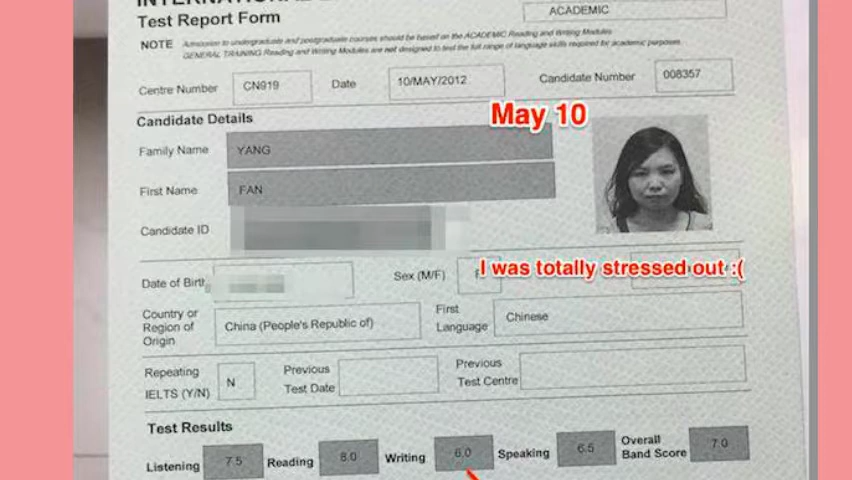 Test Report Form
ACADEMIC
NOTE Admission to undergraduate and postgraduate courses should be based on the ACADEMIC Reading and Writing Modules.
GENERAL TRAINING Reading and Writing Modules are not designed to test the full range of language skills required for academic purposes.
Centre Number CN919 Date 10/MAY/2012 Candidate Number 008357
May 10
Candidate Details
Family Name YANG
First Name FAN
Candidate ID
I was totally stressed out :(
Date of Birth Sex (M/F)
Country or Region of Origin China (People's Republic of) First Language Chinese
Repeating IELTS (Y/N) N Previous Test Date Previous Test Centre
Test Results
Listening 7.5 Reading 8.0 Writing 6.0 Speaking 6.5 Overall Band Score 7.0